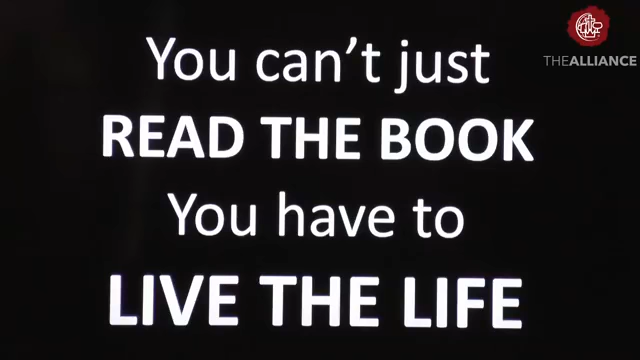 You can't just
READ THE BOOK
You have to
LIVE THE LIFE
THEALLIANCE